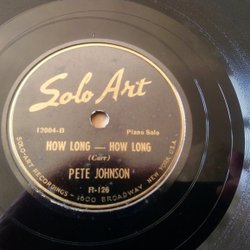 Solo Art
12004-B Piano Solo
HOW LONG — HOW LONG
(Carr)
PETE JOHNSON
R-126
SOLO-ART RECORDINGS - 1600 BROADWAY NEW YORK, U.S.A.